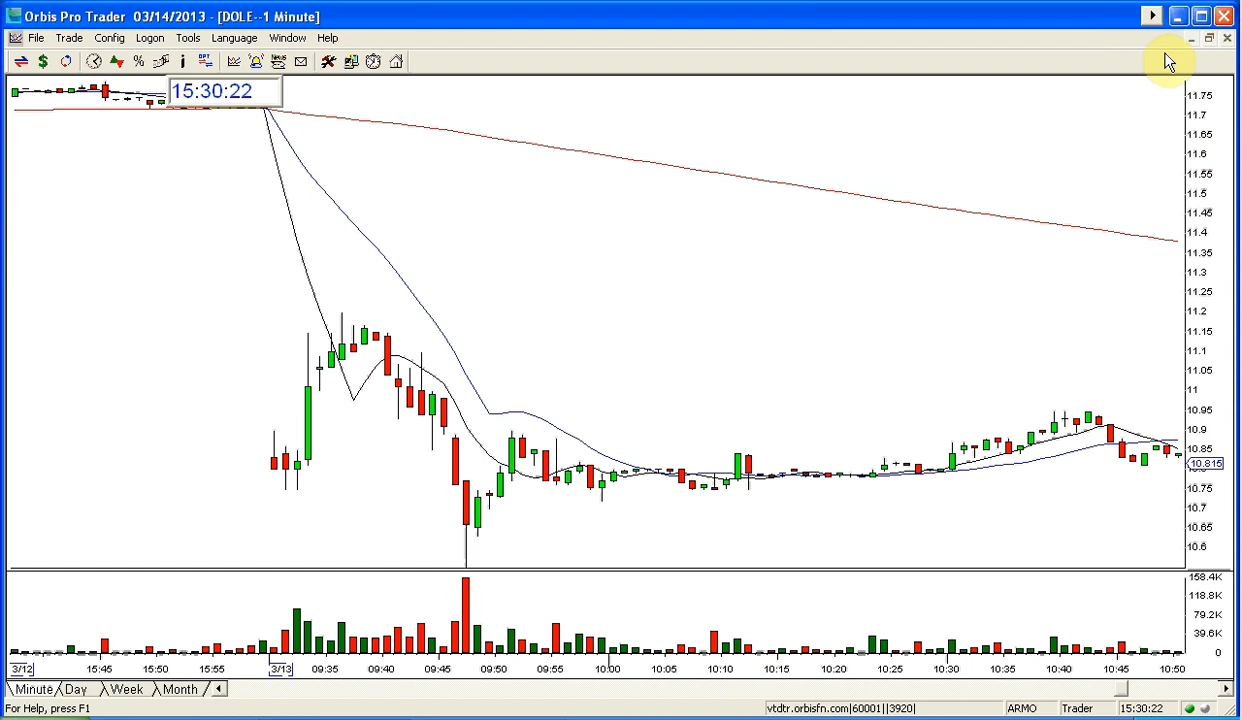 Orbis Pro Trader 03/14/2013 - [DOLE--1 Minute]
File Trade Config Logon Tools Language Window Help
15:30:22
11.75
11.7
11.65
11.6
11.55
11.5
11.45
11.4
11.35
11.3
11.25
11.2
11.15
11.1
11.05
11
10.95
10.9
10.85
10.815
10.75
10.7
10.65
10.6
158.4K
118.8K
79.2K
39.6K
0
3/12 15:45 15:50 15:55 3/13 09:35 09:40 09:45 09:50 09:55 10:00 10:05 10:10 10:15 10:20 10:25 10:30 10:35 10:40 10:45 10:50
Minute Day Week Month
For Help, press F1 vtdtr.orbisfn.com|60001||3920| ARMO Trader 15:30:22